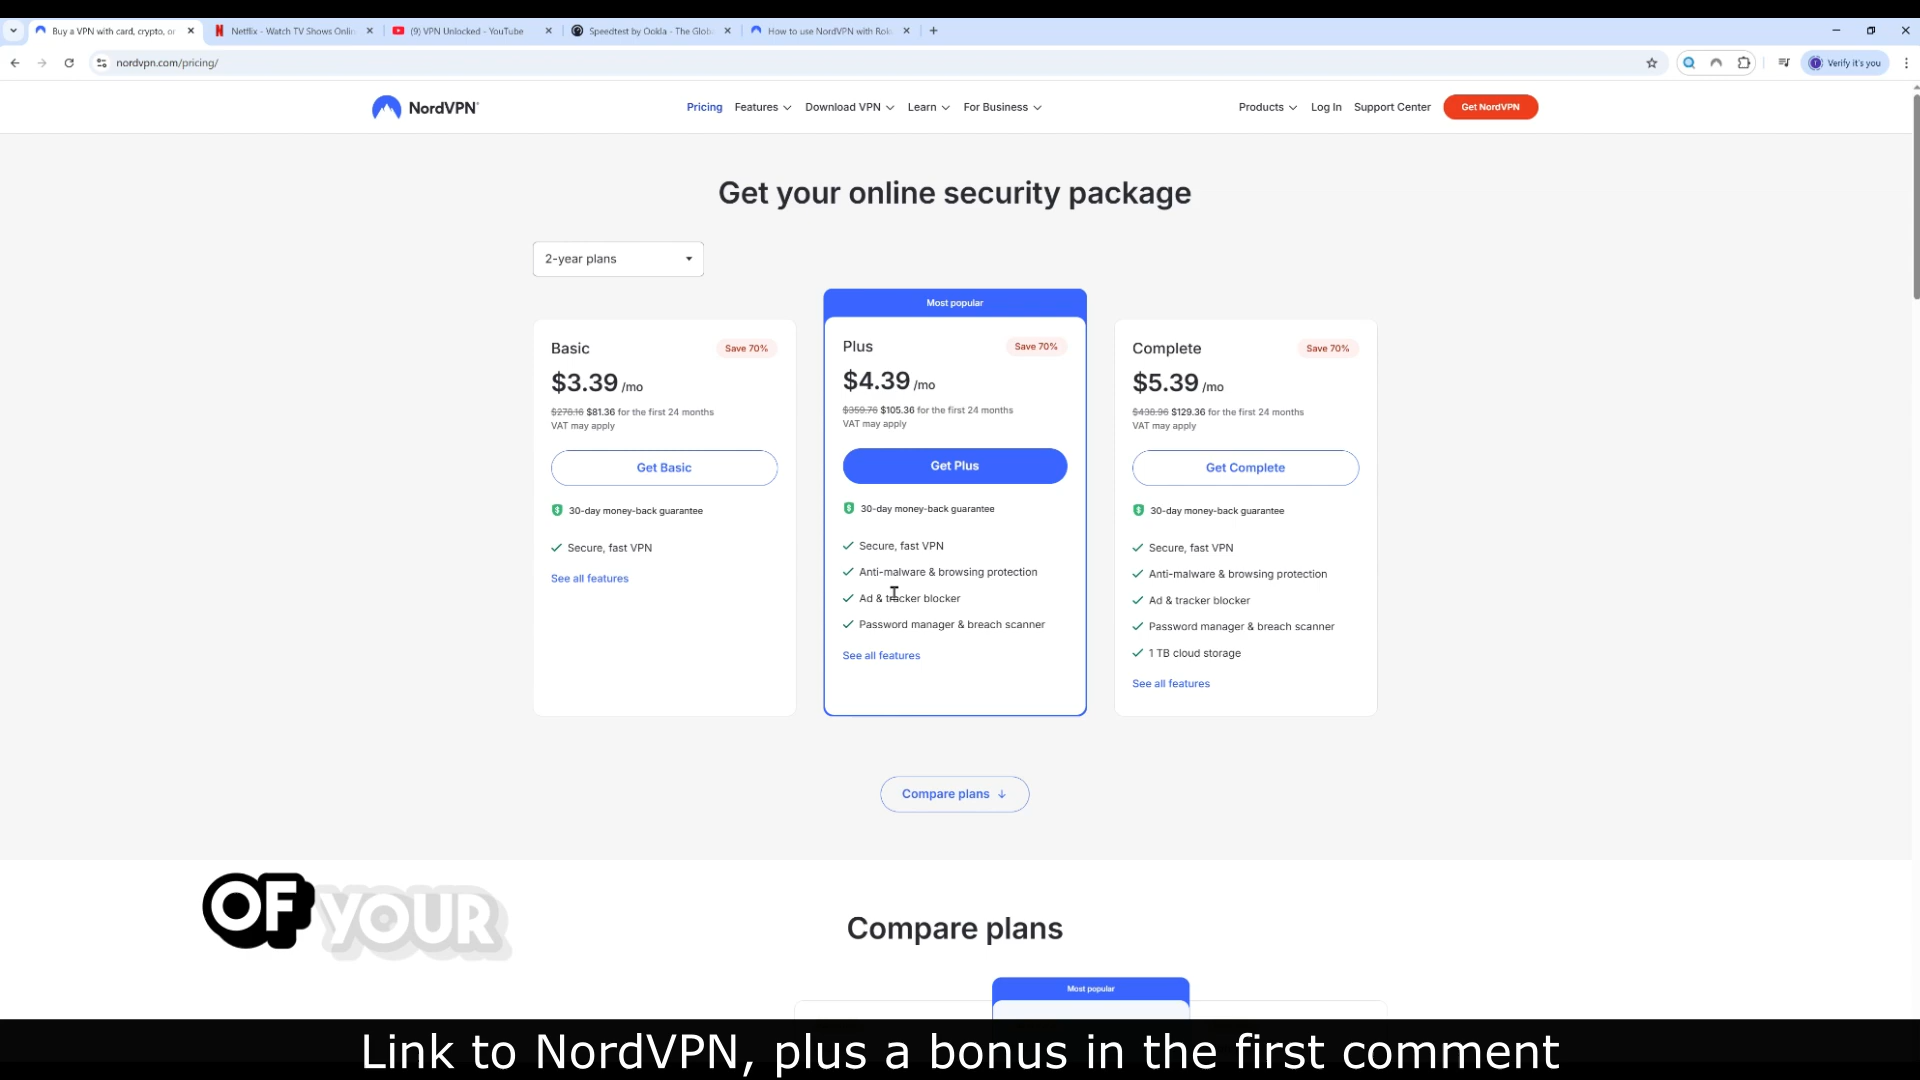 Buy a VPN with card, crypto, or
Netflix - Watch TV Shows Onlin
(9) VPN Unlocked - YouTube
Speedtest by Ookla - The Glob
How to use NordVPN with Rok
nordvpn.com/pricing/
Verify it's you
NordVPN
Pricing
Features
Download VPN
Learn
For Business
Products
Log In
Support Center
Get NordVPN
Get your online security package
2-year plans
Most popular
Basic
Save 70%
$3.39 /mo
$278.16 $81.36 for the first 24 months
VAT may apply
Get Basic
30-day money-back guarantee
Secure, fast VPN
See all features
Plus
Save 70%
$4.39 /mo
$359.76 $105.36 for the first 24 months
VAT may apply
Get Plus
30-day money-back guarantee
Secure, fast VPN
Anti-malware & browsing protection
Ad & tracker blocker
Password manager & breach scanner
See all features
Complete
Save 70%
$5.39 /mo
$438.96 $129.36 for the first 24 months
VAT may apply
Get Complete
30-day money-back guarantee
Secure, fast VPN
Anti-malware & browsing protection
Ad & tracker blocker
Password manager & breach scanner
1 TB cloud storage
See all features
Compare plans ↓
OF YOUR
Compare plans
Most popular
Link to NordVPN, plus a bonus in the first comment